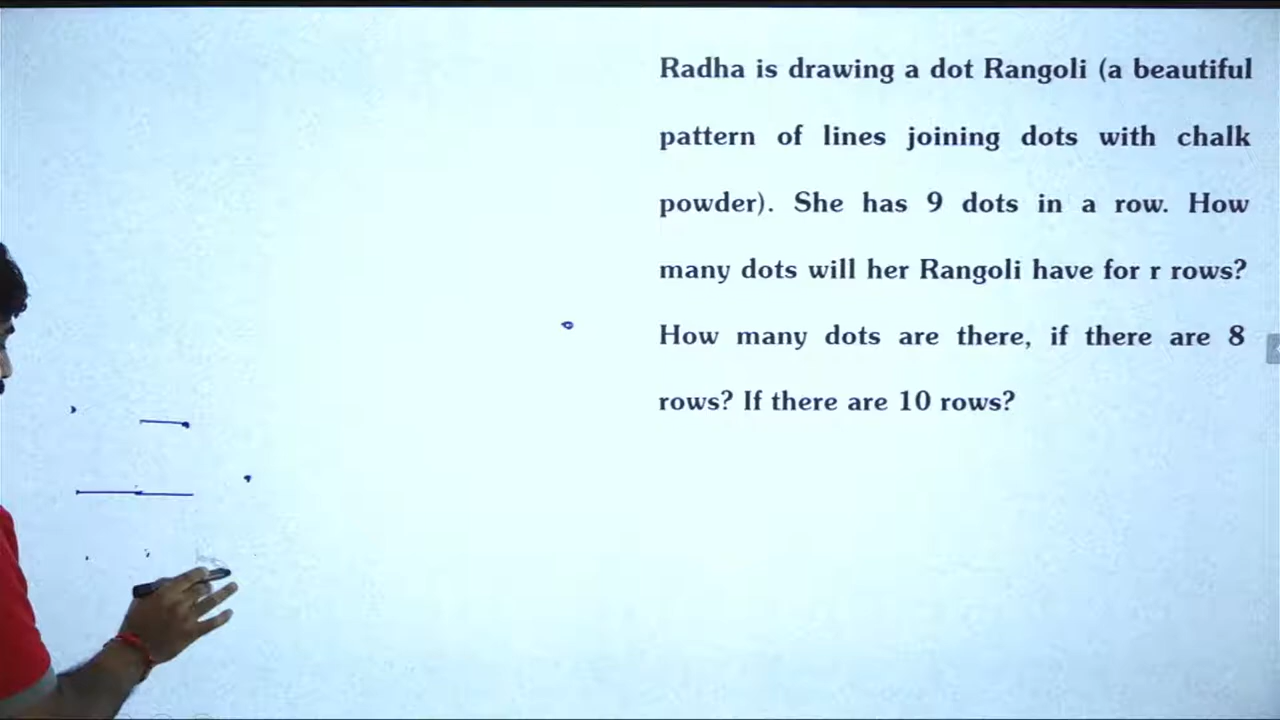 Radha is drawing a dot Rangoli (a beautiful
pattern of lines joining dots with chalk
powder). She has 9 dots in a row. How
many dots will her Rangoli have for r rows?
How many dots are there, if there are 8
rows? If there are 10 rows?